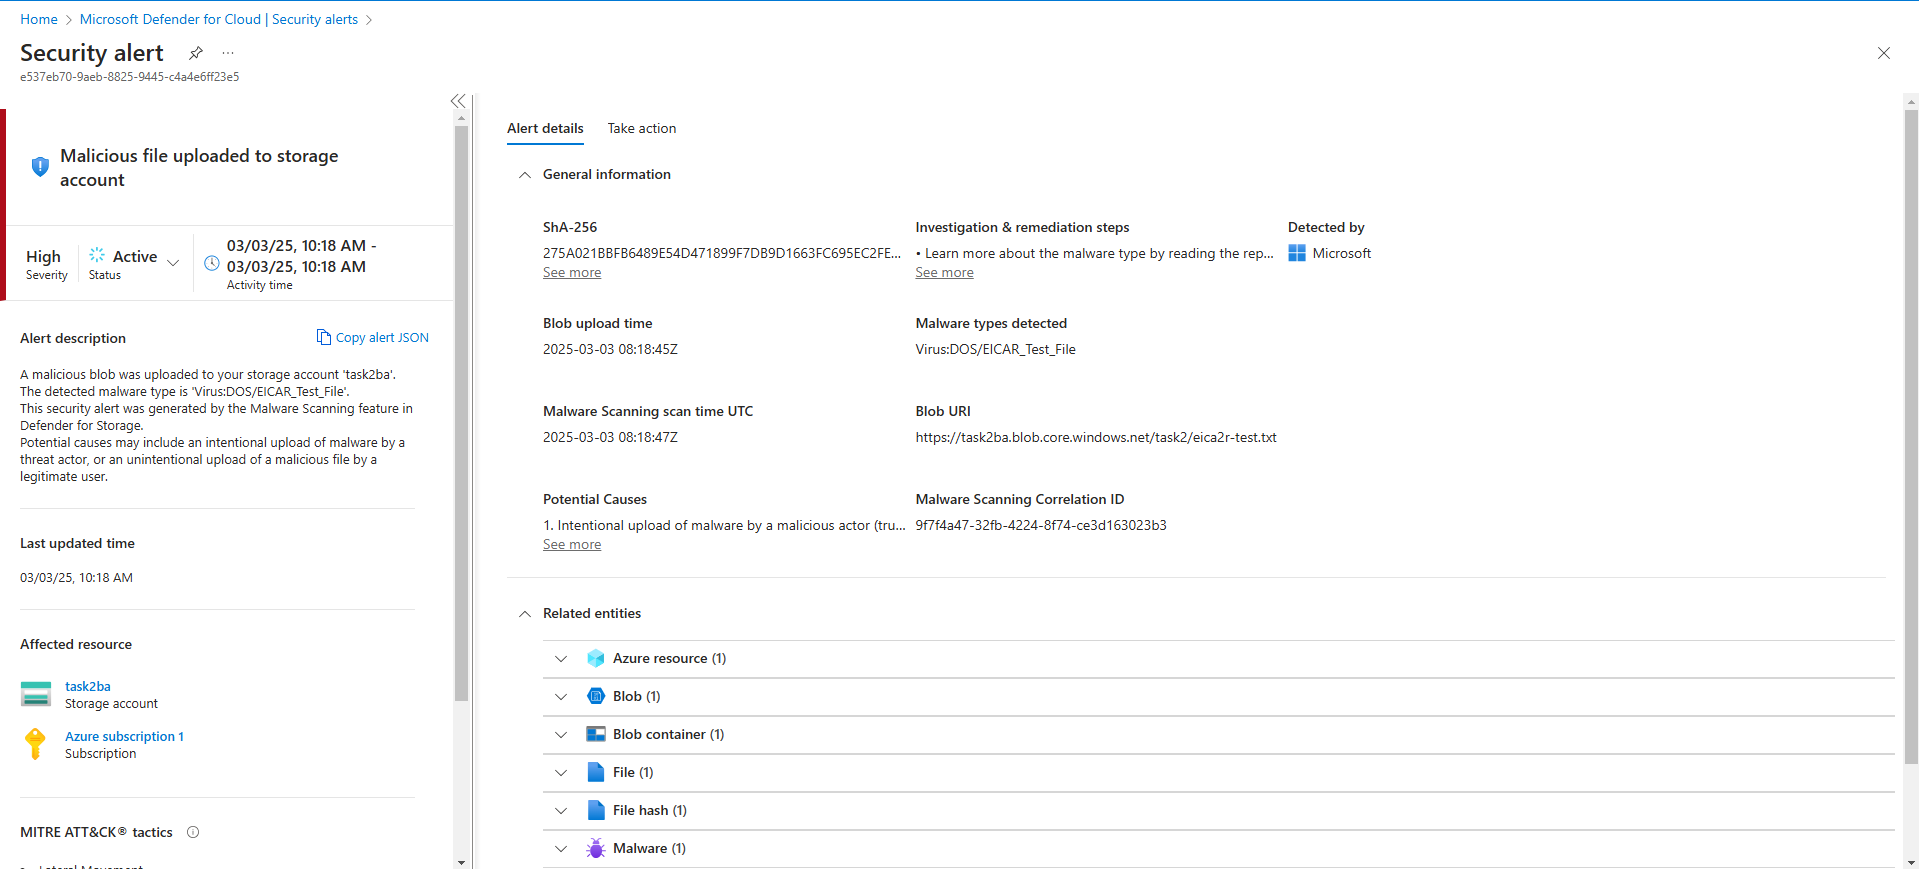 Home > Microsoft Defender for Cloud | Security alerts >
Security alert
...
e537eb70-9aeb-8825-9445-c4a4e6ff23e5
Malicious file uploaded to storage
account
High
Severity
Active
Status
03/03/25, 10:18 AM -
03/03/25, 10:18 AM
Activity time
Alert description
Copy alert JSON
A malicious blob was uploaded to your storage account 'task2ba'.
The detected malware type is 'Virus:DOS/EICAR_Test_File'.
This security alert was generated by the Malware Scanning feature in
Defender for Storage.
Potential causes may include an intentional upload of malware by a
threat actor, or an unintentional upload of a malicious file by a
legitimate user.
Last updated time
03/03/25, 10:18 AM
Affected resource
task2ba
Storage account
Azure subscription 1
Subscription
MITRE ATT&CK® tactics
Lateral Movement
Alert details
Take action
General information
ShA-256
275A021BBFB6489E54D471899F7DB9D1663FC695EC2FE...
See more
Investigation & remediation steps
• Learn more about the malware type by reading the rep...
See more
Detected by
Microsoft
Blob upload time
2025-03-03 08:18:45Z
Malware types detected
Virus:DOS/EICAR_Test_File
Malware Scanning scan time UTC
2025-03-03 08:18:47Z
Blob URI
https://task2ba.blob.core.windows.net/task2/eica2r-test.txt
Potential Causes
1. Intentional upload of malware by a malicious actor (tru...
See more
Malware Scanning Correlation ID
9f7f4a47-32fb-4224-8f74-ce3d163023b3
Related entities
Azure resource (1)
Blob (1)
Blob container (1)
File (1)
File hash (1)
Malware (1)